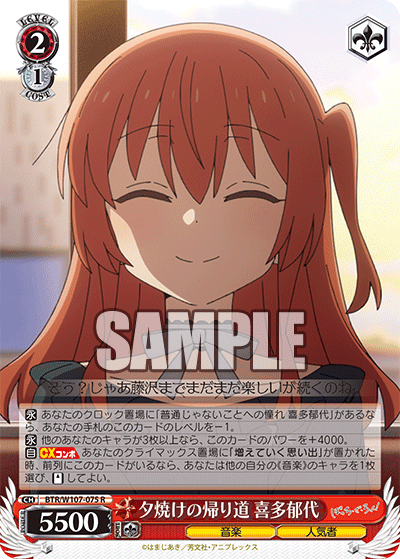 LEVEL
2
1
COST
SAMPLE
そう?じゃあ藤沢までまだまだ楽しいが続くのね
永 あなたのクロック置場に「普通じゃないことへの憧れ 喜多郁代」があるな
ら、あなたの手札のこのカードのレベルを－1。
永 他のあなたのキャラが3枚以上なら、このカードのパワーを+4000。
自 CXコンボ あなたのクライマックス置場に「増えていく思い出」が置かれた
時、前列にこのカードがいるなら、あなたは他の自分の《音楽》のキャラを1枚
選び、
してよい。
CH BTR/W107-075 R
5500
夕焼けの帰り道 喜多郁代
ぼっち・ざ・ろっく!
音楽
人気者
©はまじあき/芳文社・アニプレックス